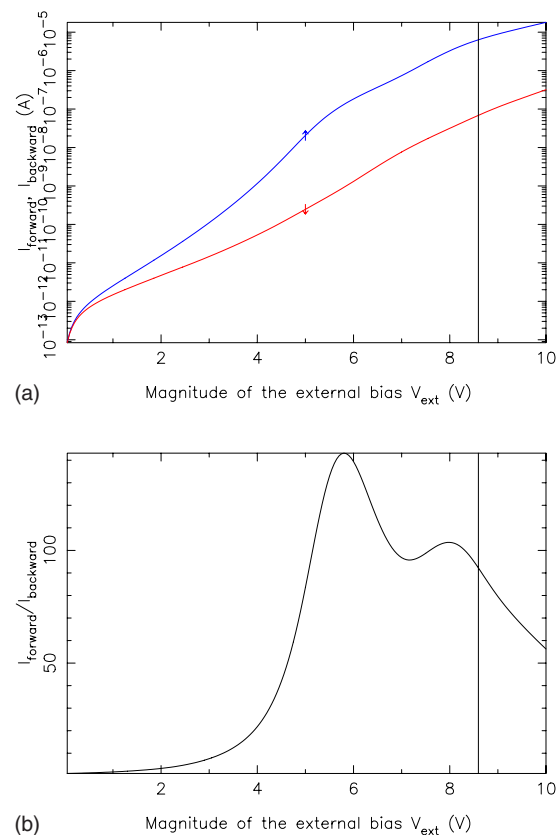 I_forward, I_backward (A)
10^-5
10^-6
10^-7
10^-8
10^-9
10^-10
10^-11
10^-12
10^-13
2 4 6 8 10
Magnitude of the external bias V_ext (V)
(a)
I_forward/I_backward
100
50
2 4 6 8 10
Magnitude of the external bias V_ext (V)
(b)